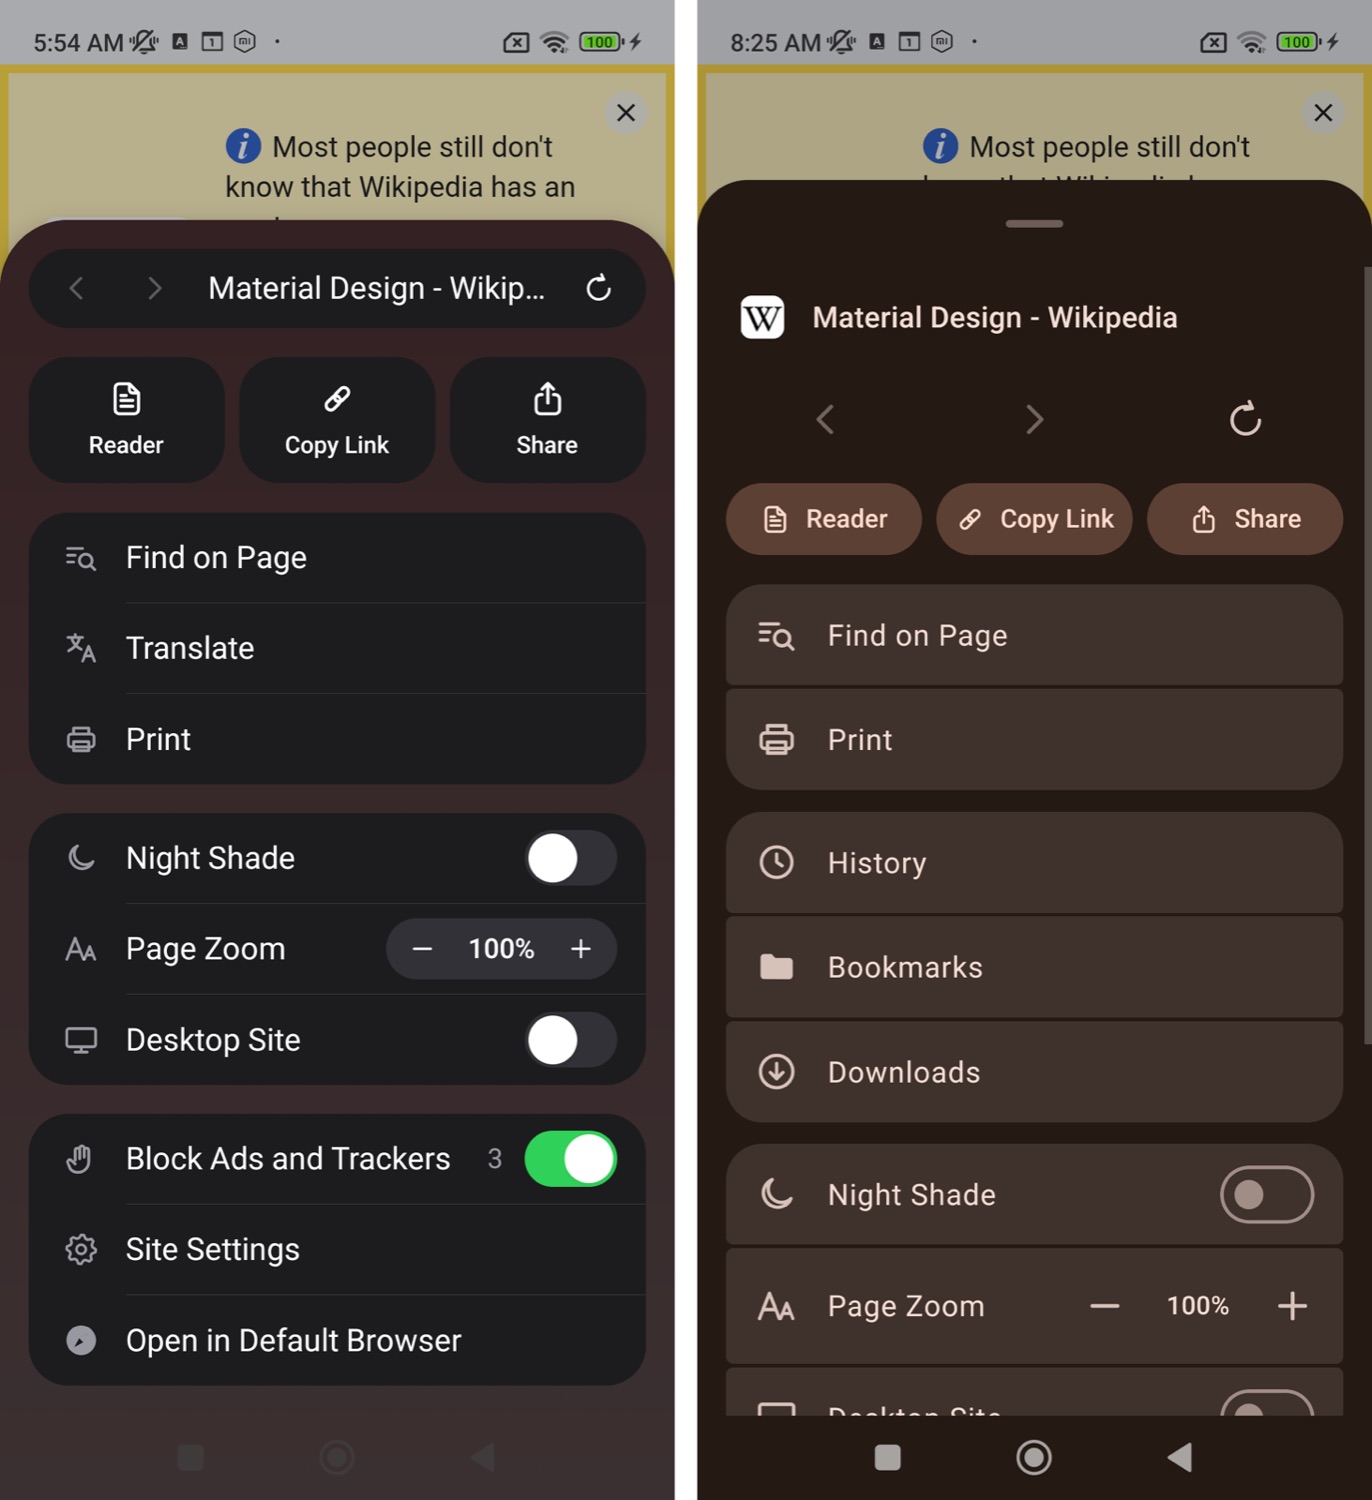 5:54 AM
100
Most people still don't
know that Wikipedia has an
Material Design - Wikip...
Reader
Copy Link
Share
Find on Page
Translate
Print
Night Shade
Page Zoom
100%
Desktop Site
Block Ads and Trackers 3
Site Settings
Open in Default Browser
8:25 AM
100
Most people still don't
W Material Design - Wikipedia
Reader
Copy Link
Share
Find on Page
Print
History
Bookmarks
Downloads
Night Shade
Page Zoom
100%
Desktop Site